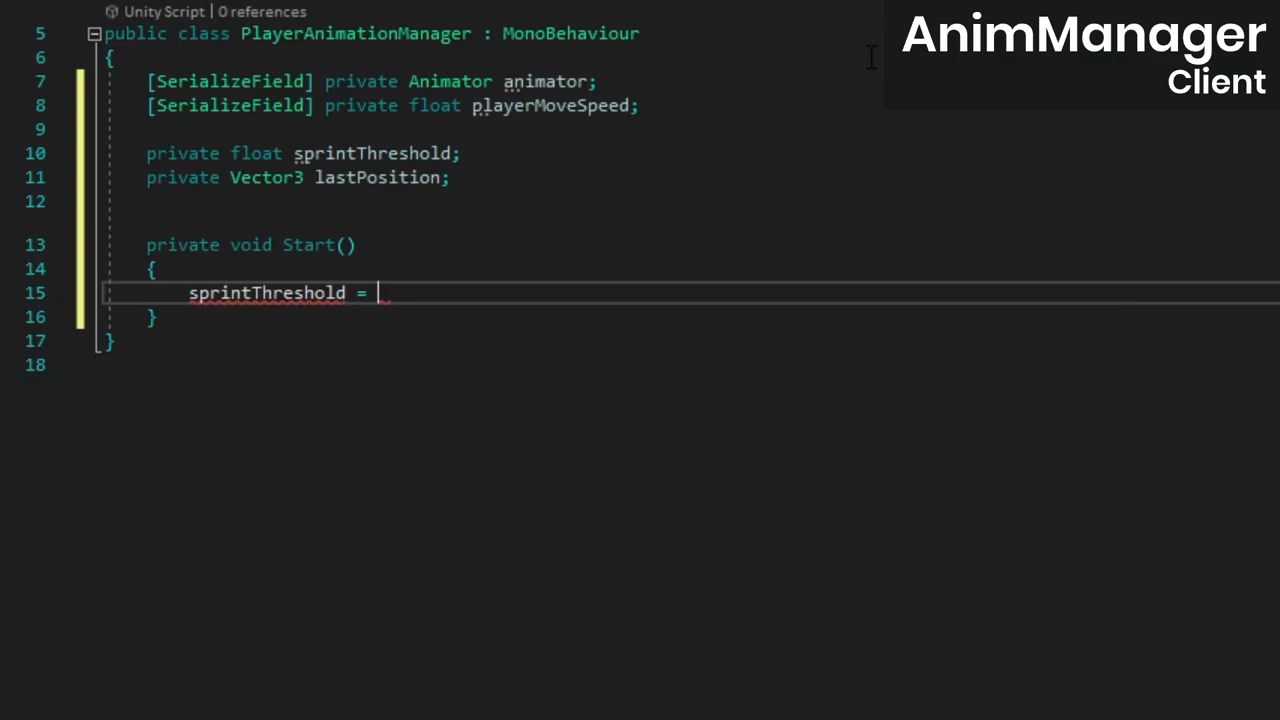 Unity Script | 0 references
AnimManager
Client
5 public class PlayerAnimationManager : MonoBehaviour
6 {
7 [SerializeField] private Animator animator;
8 [SerializeField] private float playerMoveSpeed;
9
10 private float sprintThreshold;
11 private Vector3 lastPosition;
12
13 private void Start()
14 {
15 sprintThreshold =
16 }
17 }
18